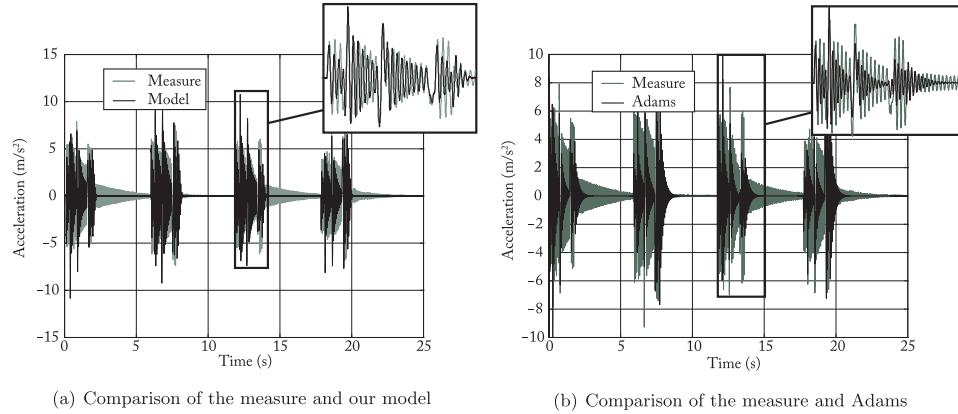 15
10
5
0
−5
−10
−15
Acceleration (m/s²)
Measure
Model
0 5 10 15 20 25
Time (s)
(a) Comparison of the measure and our model
10
8
6
4
2
0
−2
−4
−6
−8
−10
Acceleration (m/s²)
Measure
Adams
0 5 10 15 20 25
Time (s)
(b) Comparison of the measure and Adams